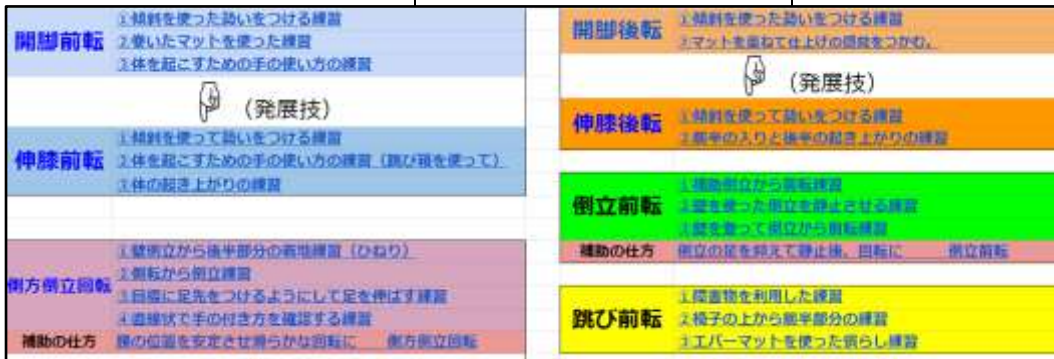 開脚前転
1.傾斜を使った勢いをつける練習
2.巻いたマットを使った練習
3.体を起こすための手の使い方の練習
(発展技)
伸膝前転
1.傾斜を使って勢いをつける練習
2.体を起こすための手の使い方の練習(跳び箱を使って)
3.体の起き上がりの練習
側方倒立回転
1.壁倒立から後半部分の着地練習(ひねり)
2.側転から倒立練習
3.目標に足先をつけるようにして足を伸ばす練習
4.直線状で手の付き方を確認する練習
補助の仕方
腰の位置を安定させ滑らかな回転に 側方倒立回転
開脚後転
1.傾斜を使った勢いをつける練習
2.マットを重ねて仕上げの感覚をつかむ。
(発展技)
伸膝後転
1.傾斜を使って勢いをつける練習
2.前半の入りと後半の起き上がりの練習
倒立前転
1.補助倒立から前転練習
2.壁を使った倒立を静止させる練習
3.壁を登って倒立から前転練習
補助の仕方
倒立の足を抑えて静止後、回転に 倒立前転
跳び前転
1.障害物を利用した練習
2.椅子の上から前半部分の練習
3.エバーマットを使った慣らし練習